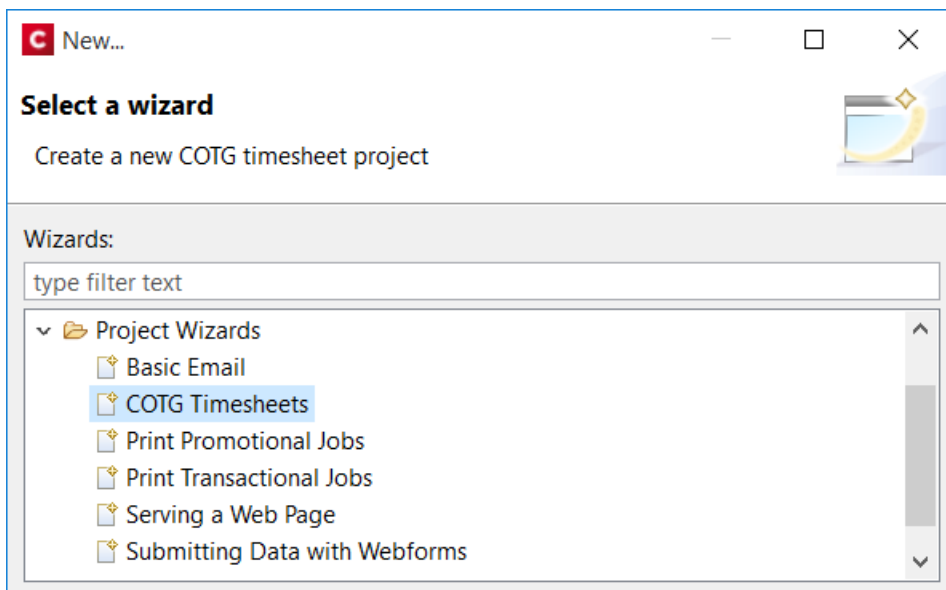 C New...
Select a wizard
Create a new COTG timesheet project
Wizards:
type filter text
Project Wizards
Basic Email
COTG Timesheets
Print Promotional Jobs
Print Transactional Jobs
Serving a Web Page
Submitting Data with Webforms